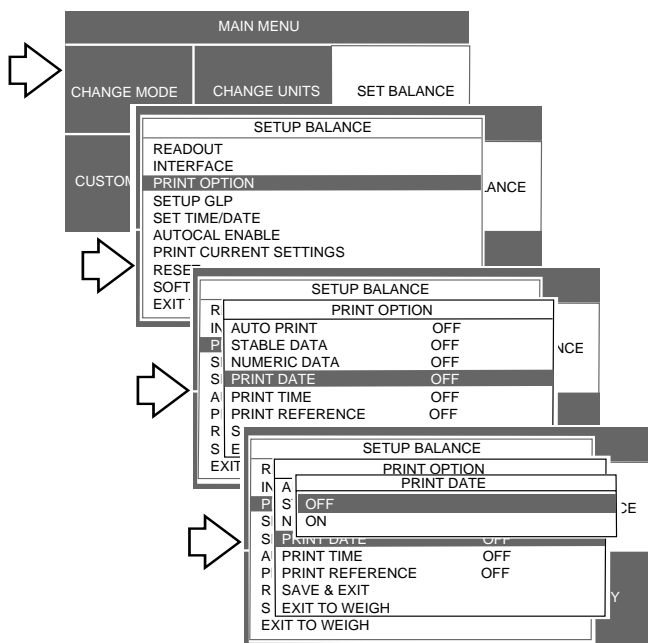 MAIN MENU
CHANGE MODE CHANGE UNITS SET BALANCE
SETUP BALANCE
READOUT
INTERFACE
PRINT OPTION
SETUP GLP
SET TIME/DATE
AUTOCAL ENABLE
PRINT CURRENT SETTINGS
EXIT
SETUP BALANCE
PRINT OPTION
AUTO PRINT OFF
STABLE DATA OFF
NUMERIC DATA OFF
PRINT DATE OFF
PRINT TIME OFF
PRINT REFERENCE OFF
SETUP BALANCE
PRINT OPTION
PRINT DATE
OFF
ON
PRINT DATE OFF
PRINT TIME OFF
PRINT REFERENCE OFF
SAVE & EXIT
EXIT TO WEIGH
EXIT TO WEIGH